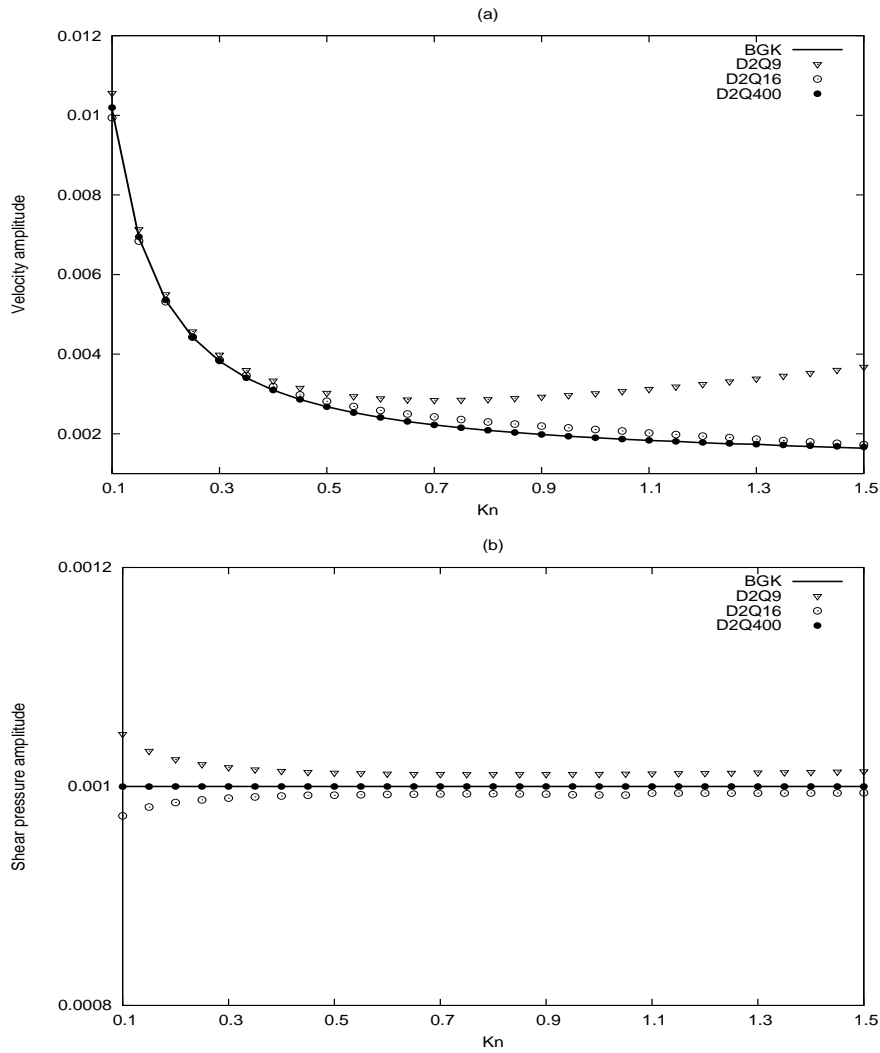 (a)
0.012
0.01
0.008
0.006
0.004
0.002
Velocity amplitude
BGK
D2Q9
D2Q16
D2Q400
0.1 0.3 0.5 0.7 0.9 1.1 1.3 1.5
Kn
(b)
0.0012
0.001
0.0008
Shear pressure amplitude
BGK
D2Q9
D2Q16
D2Q400
0.1 0.3 0.5 0.7 0.9 1.1 1.3 1.5
Kn